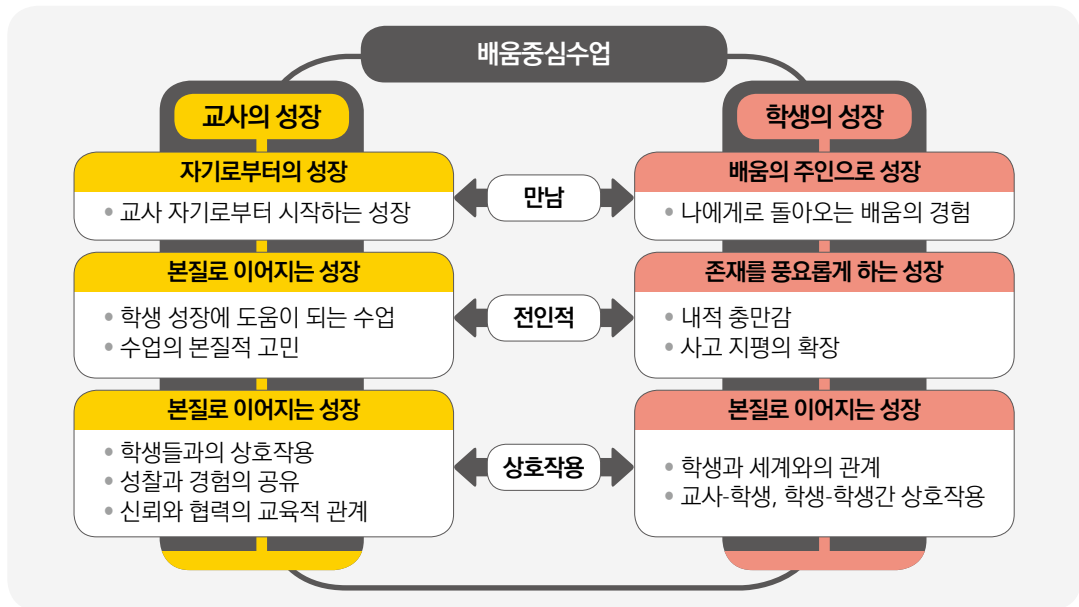 배움중심수업
교사의 성장
학생의 성장
자기로부터의 성장
• 교사 자기로부터 시작하는 성장
만남
배움의 주인으로 성장
• 나에게로 돌아오는 배움의 경험
본질로 이어지는 성장
• 학생 성장에 도움이 되는 수업
• 수업의 본질적 고민
전인적
존재를 풍요롭게 하는 성장
• 내적 충만감
• 사고 지평의 확장
본질로 이어지는 성장
• 학생들과의 상호작용
• 성찰과 경험의 공유
• 신뢰와 협력의 교육적 관계
상호작용
본질로 이어지는 성장
• 학생과 세계와의 관계
• 교사-학생, 학생-학생간 상호작용